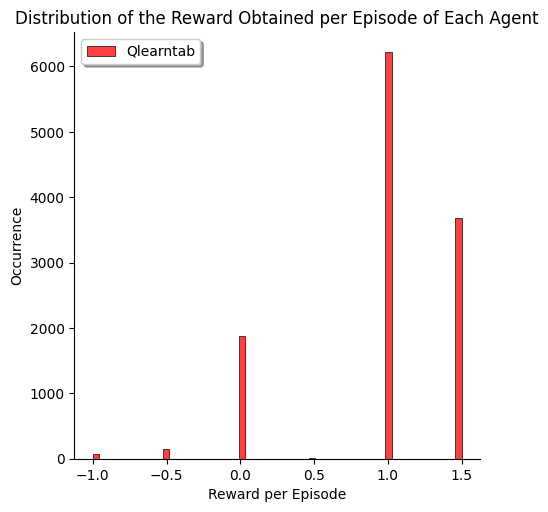 Distribution of the Reward Obtained per Episode of Each Agent
Qlearntab
6000
5000
4000
3000
2000
1000
0
Occurrence
−1.0 −0.5 0.0 0.5 1.0 1.5
Reward per Episode